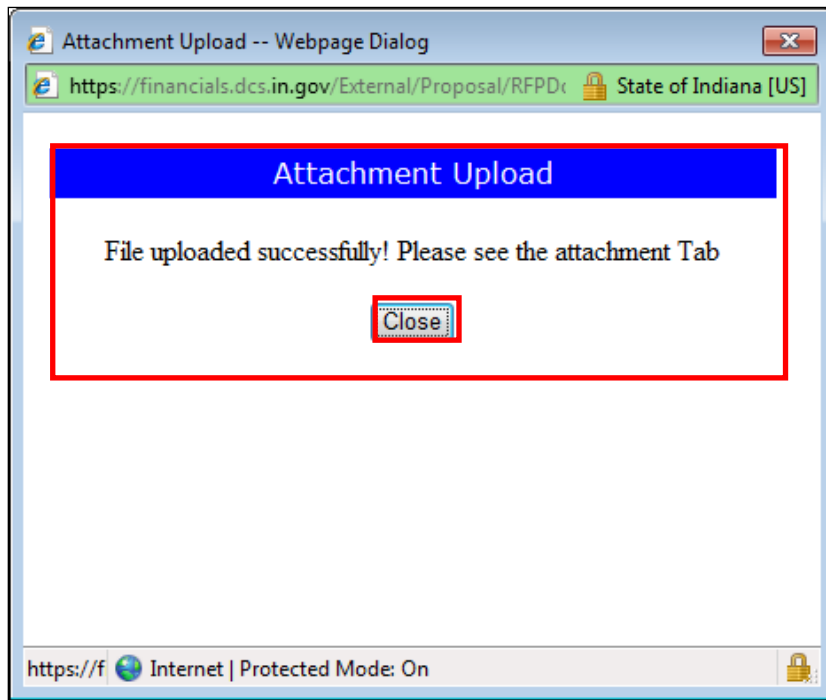 Attachment Upload -- Webpage Dialog
https://financials.dcs.in.gov/External/Proposal/RFPDc State of Indiana [US]
Attachment Upload
File uploaded successfully! Please see the attachment Tab
Close
https://f Internet | Protected Mode: On